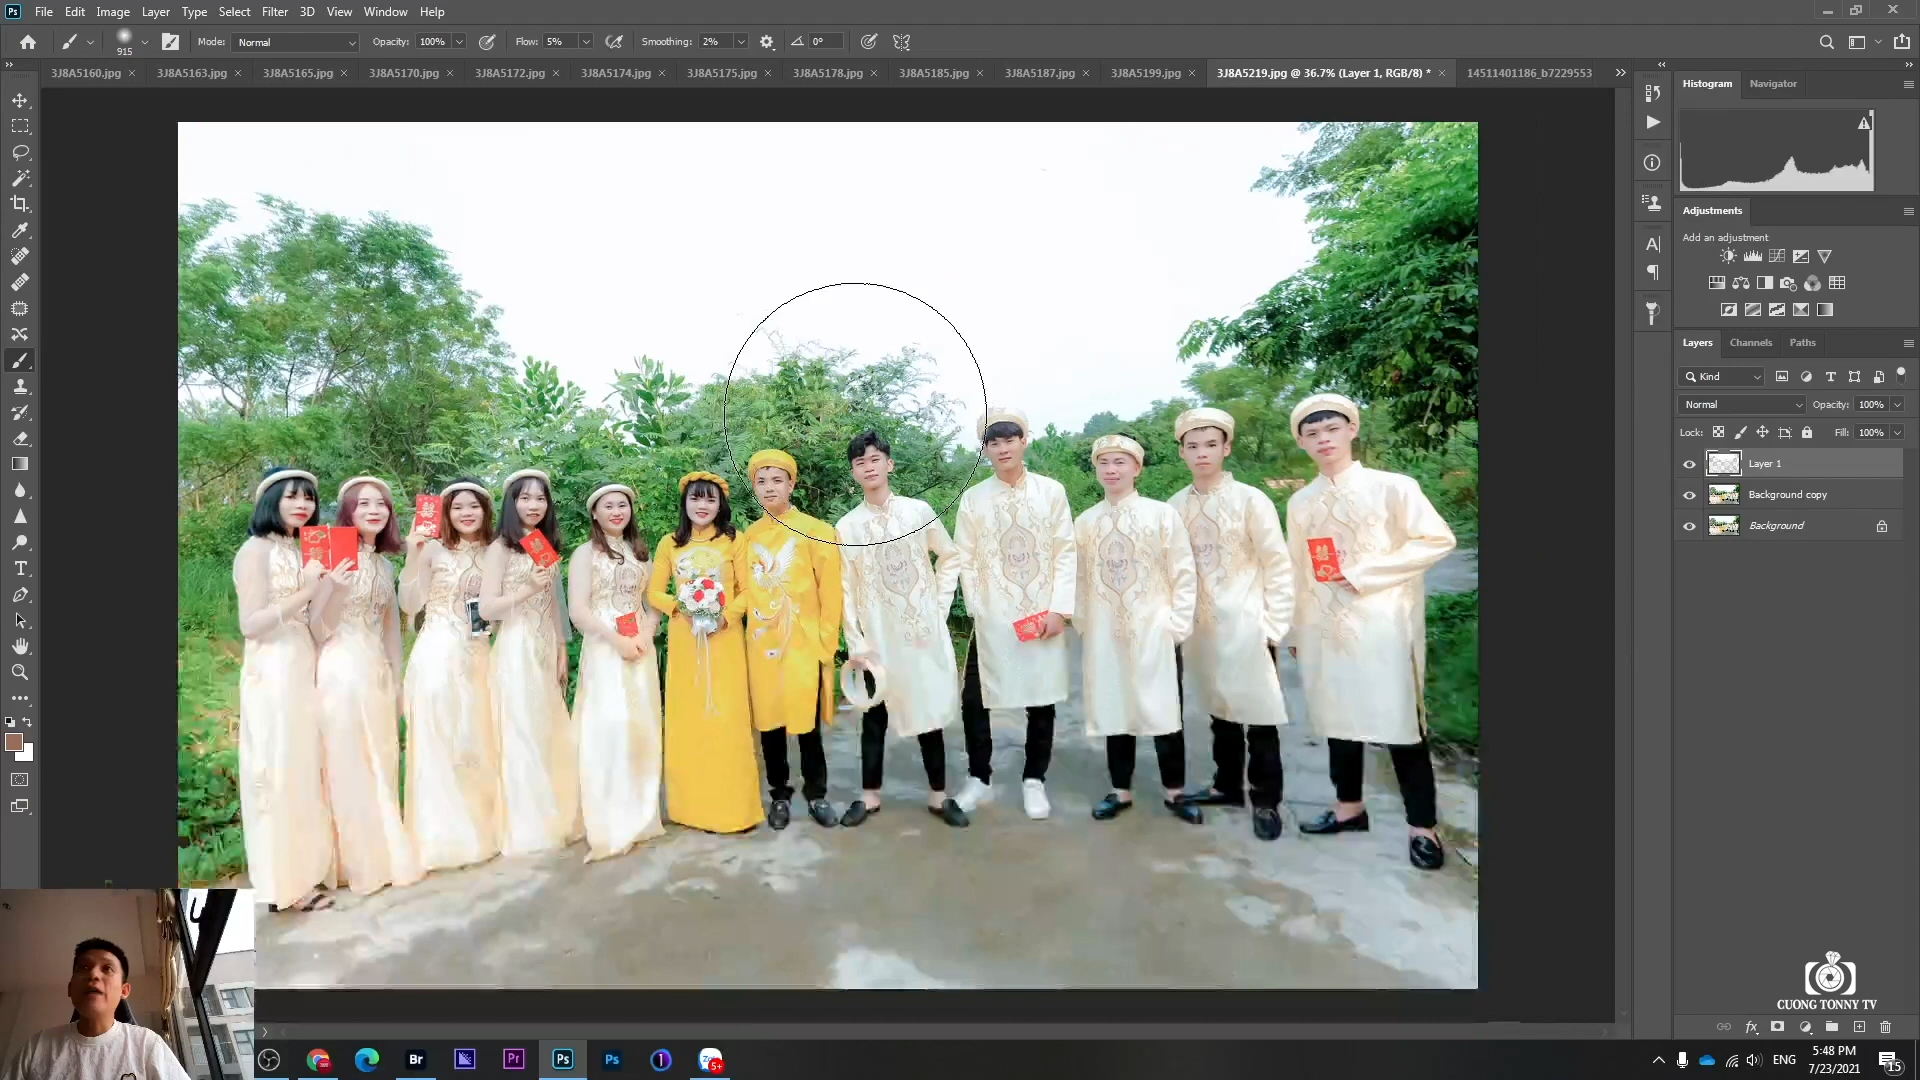 Ps File Edit Image Layer Type Select Filter 3D View Window Help
915 Mode: Normal Opacity: 100% Flow: 5% Smoothing: 2% 0°
3J8A5160.jpg × 3J8A5163.jpg × 3J8A5165.jpg × 3J8A5170.jpg × 3J8A5172.jpg × 3J8A5174.jpg × 3J8A5175.jpg × 3J8A5178.jpg × 3J8A5185.jpg × 3J8A5187.jpg × 3J8A5199.jpg × 3J8A5219.jpg @ 36.7% (Layer 1, RGB/8) * × 14511401186_b7229553
Histogram Navigator
Adjustments
Add an adjustment
Layers Channels Paths
Kind
Normal Opacity: 100%
Lock: Fill: 100%
Layer 1
Background copy
Background
CUONG TONNY TV
fx
Br Pr Ps Ps 5+
ENG 5:48 PM
7/23/2021
15